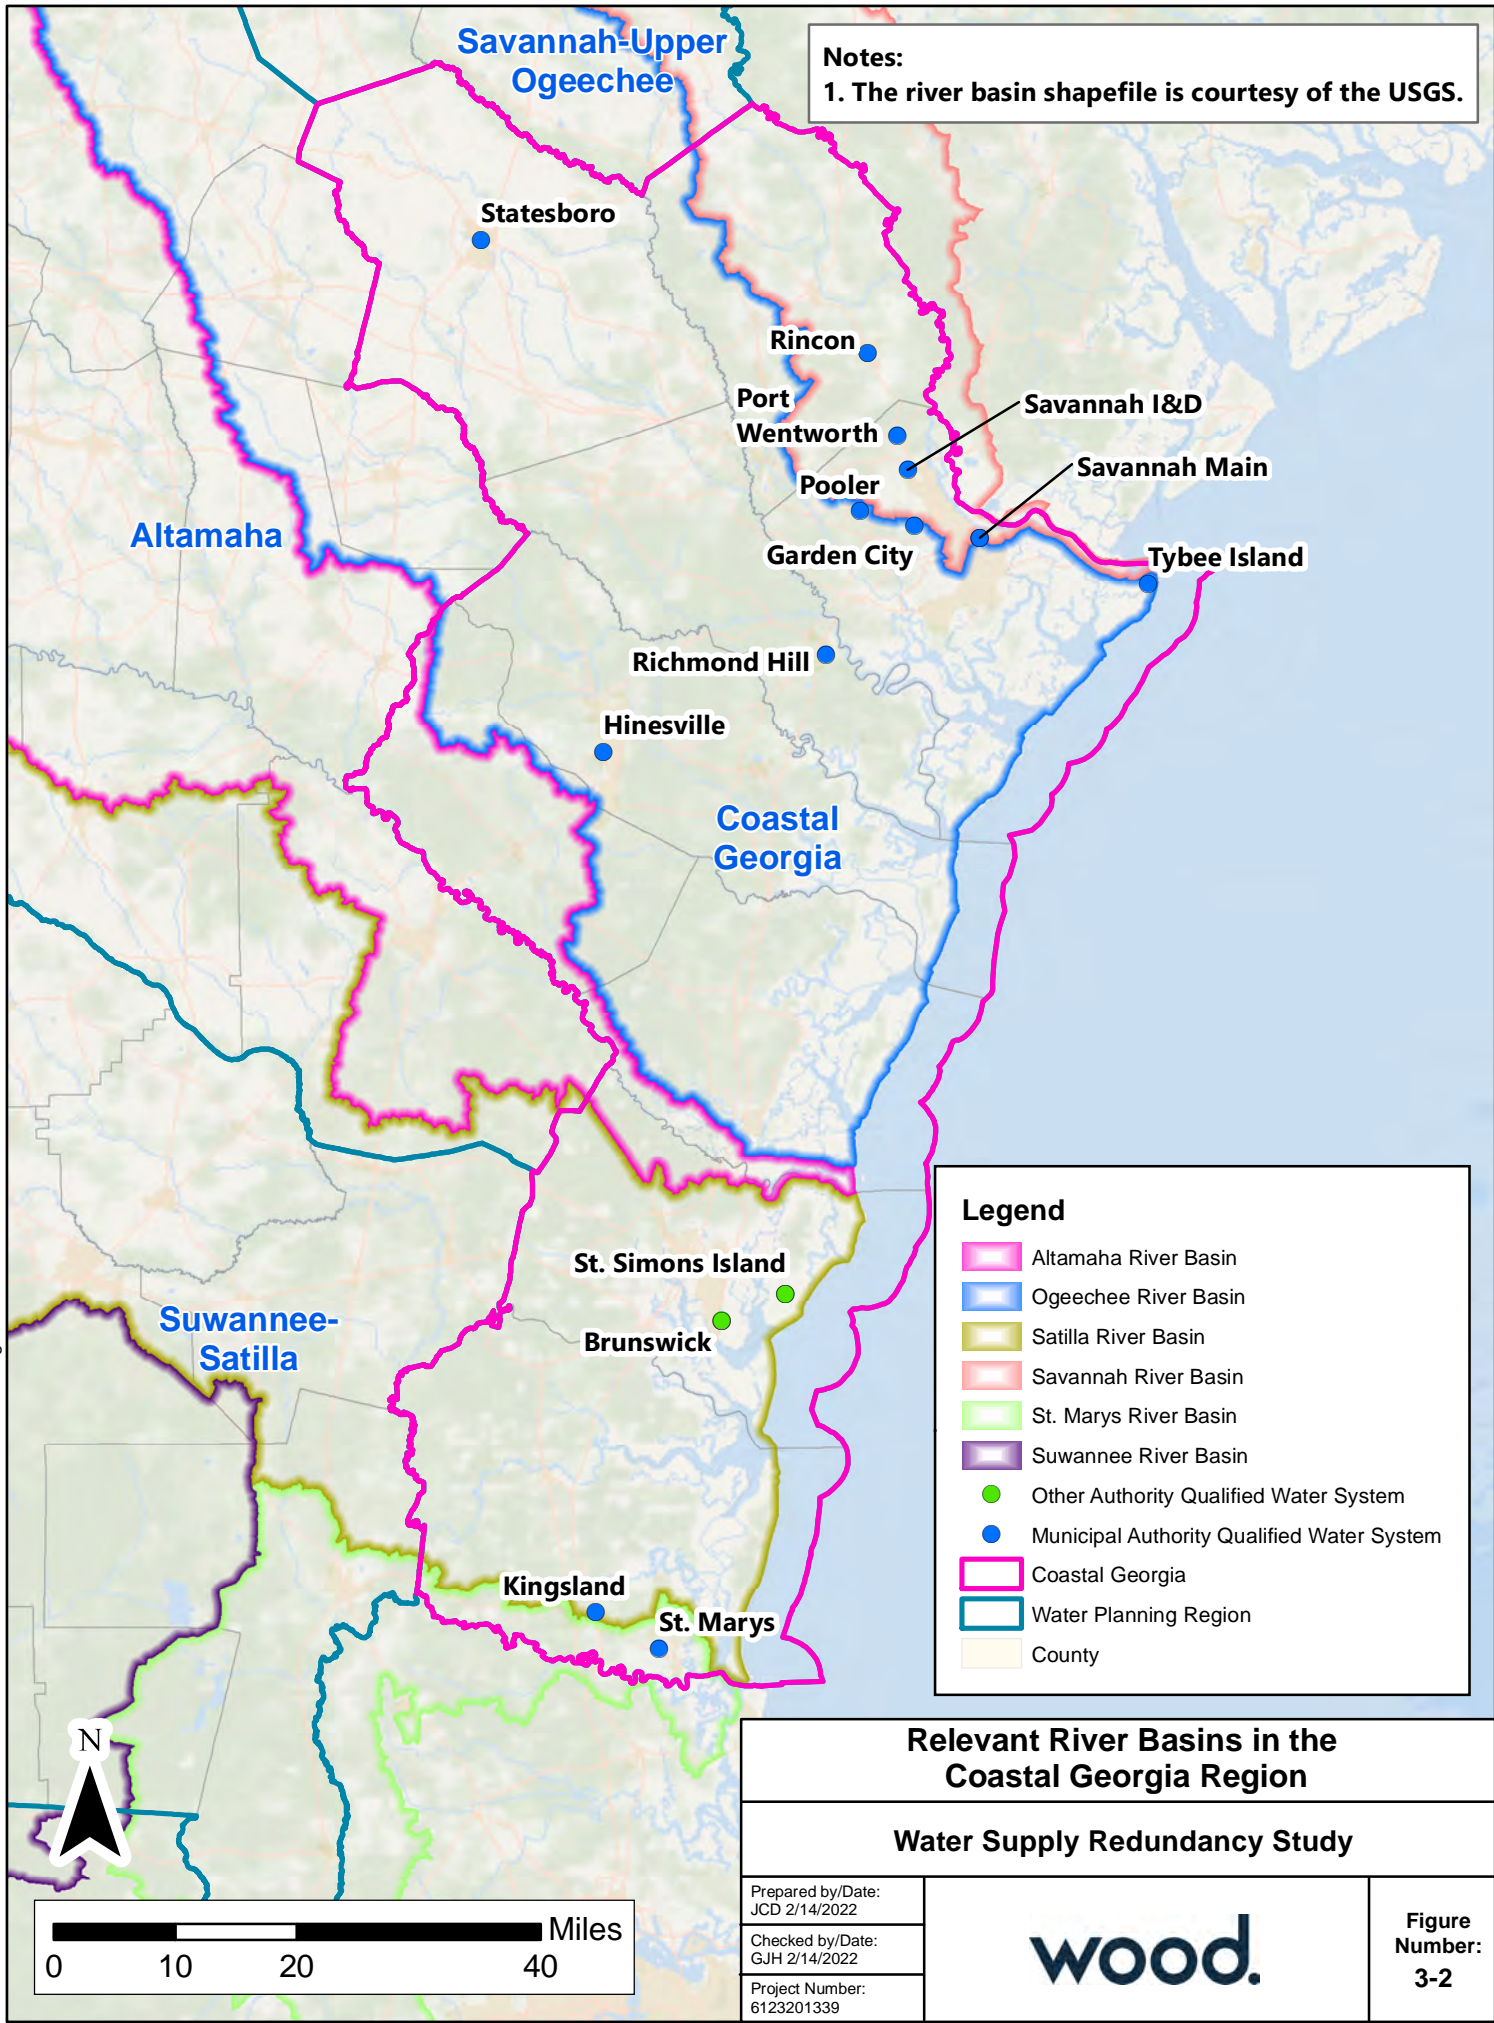 Savannah-Upper
Ogeechee
Notes:
1. The river basin shapefile is courtesy of the USGS.
Statesboro
Rincon
Port
Wentworth
Savannah I&D
Savannah Main
Pooler
Altamaha
Garden City
Tybee Island
Richmond Hill
Hinesville
Coastal
Georgia
Legend
Altamaha River Basin
Ogeechee River Basin
Satilla River Basin
Savannah River Basin
St. Marys River Basin
Suwannee River Basin
Other Authority Qualified Water System
Municipal Authority Qualified Water System
Coastal Georgia
Water Planning Region
County
St. Simons Island
Brunswick
Suwannee-
Satilla
Kingsland
St. Marys
N
Miles
0 10 20 40
Relevant River Basins in the
Coastal Georgia Region
Water Supply Redundancy Study
Prepared by/Date:
JCD 2/14/2022
Checked by/Date:
GJH 2/14/2022
Project Number:
6123201339
wood.
Figure
Number:
3-2